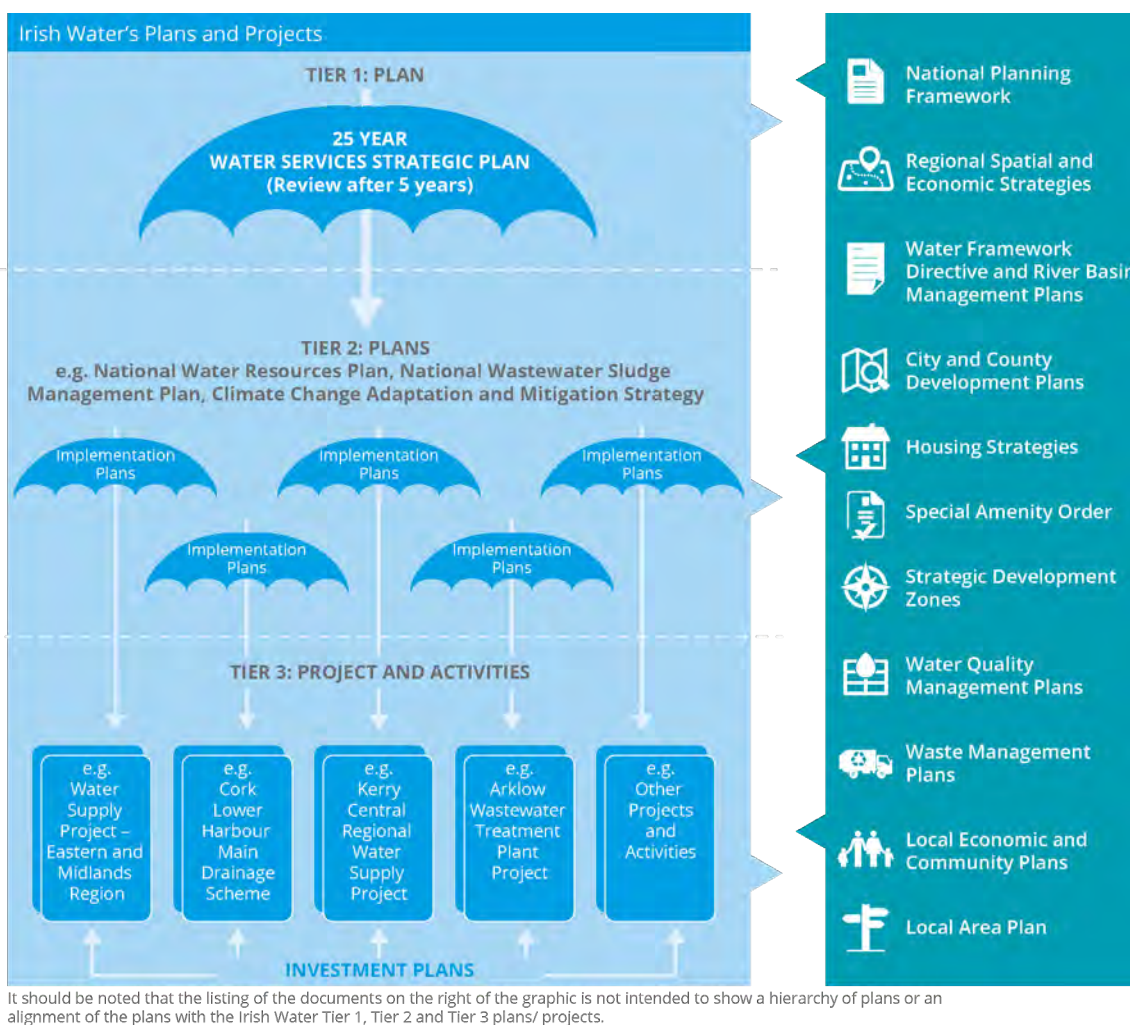 Irish Water's Plans and Projects
TIER 1: PLAN
25 YEAR
WATER SERVICES STRATEGIC PLAN
(Review after 5 years)
TIER 2: PLANS
e.g. National Water Resources Plan, National Wastewater Sludge
Management Plan, Climate Change Adaptation and Mitigation Strategy
Implementation
Plans
Implementation
Plans
Implementation
Plans
Implementation
Plans
Implementation
Plans
TIER 3: PROJECT AND ACTIVITIES
e.g.
Water
Supply
Project –
Eastern and
Midlands
Region
e.g.
Cork
Lower
Harbour
Main
Drainage
Scheme
e.g.
Kerry
Central
Regional
Water
Supply
Project
e.g.
Arklow
Wastewater
Treatment
Plant
Project
e.g.
Other
Projects
and
Activities
INVESTMENT PLANS
National Planning
Framework
Regional Spatial and
Economic Strategies
Water Framework
Directive and River Basin
Management Plans
City and County
Development Plans
Housing Strategies
Special Amenity Order
Strategic Development
Zones
Water Quality
Management Plans
Waste Management
Plans
Local Economic and
Community Plans
Local Area Plan
It should be noted that the listing of the documents on the right of the graphic is not intended to show a hierarchy of plans or an
alignment of the plans with the Irish Water Tier 1, Tier 2 and Tier 3 plans/ projects.